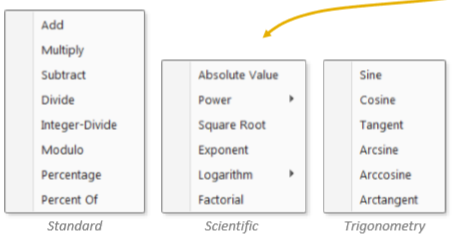 Add
Multiply
Subtract
Divide
Integer-Divide
Modulo
Percentage
Percent Of
Standard
Absolute Value
Power
Square Root
Exponent
Logarithm
Factorial
Scientific
Sine
Cosine
Tangent
Arcsine
Arccosine
Arctangent
Trigonometry